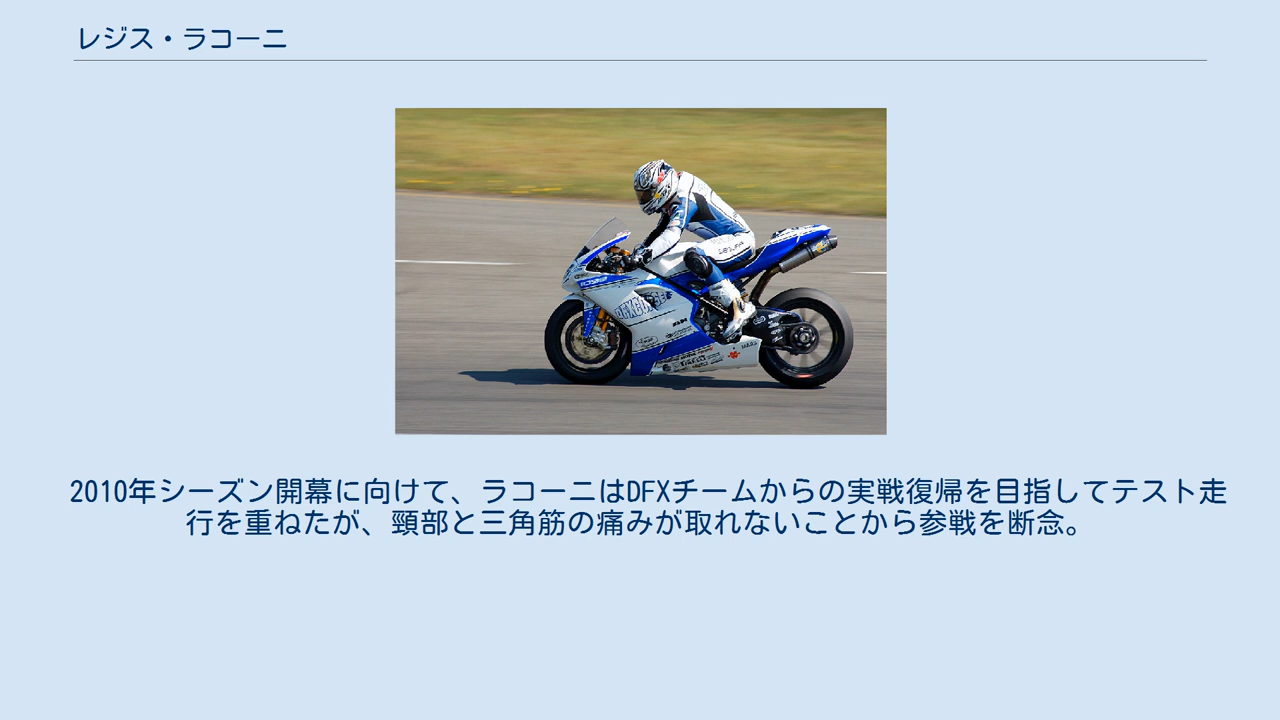 レジス・ラコーニ
2010年シーズン開幕に向けて、ラコーニはDFXチームからの実戦復帰を目指してテスト走
行を重ねたが、頸部と三角筋の痛みが取れないことから参戦を断念。